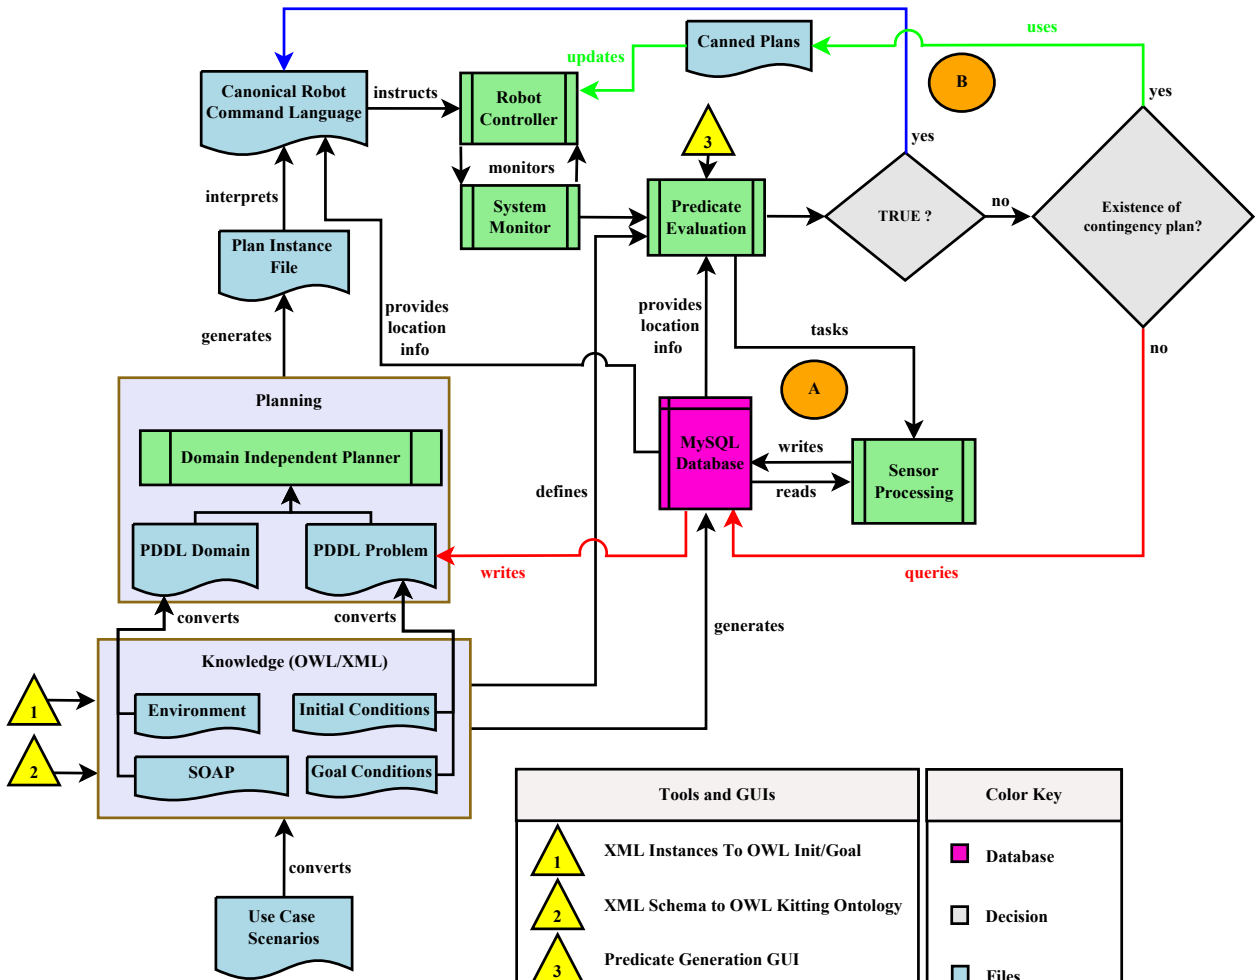 uses
Canned Plans
updates
B
Canonical Robot
Command Language
instructs
Robot
Controller
yes
yes
3
monitors
interprets
System
Monitor
Predicate
Evaluation
TRUE ?
no
Existence of
contingency plan?
Plan Instance
File
provides
location
info
provides
location
info
generates
tasks
no
A
Planning
Domain Independent Planner
MySQL
Database
writes
reads
Sensor
Processing
defines
PDDL Domain
PDDL Problem
writes
queries
converts
converts
generates
Knowledge (OWL/XML)
1
Environment
Initial Conditions
2
SOAP
Goal Conditions
converts
Use Case
Scenarios
Tools and GUIs
1
XML Instances To OWL Init/Goal
2
XML Schema to OWL Kitting Ontology
3
Predicate Generation GUI
Color Key
Database
Decision
Files